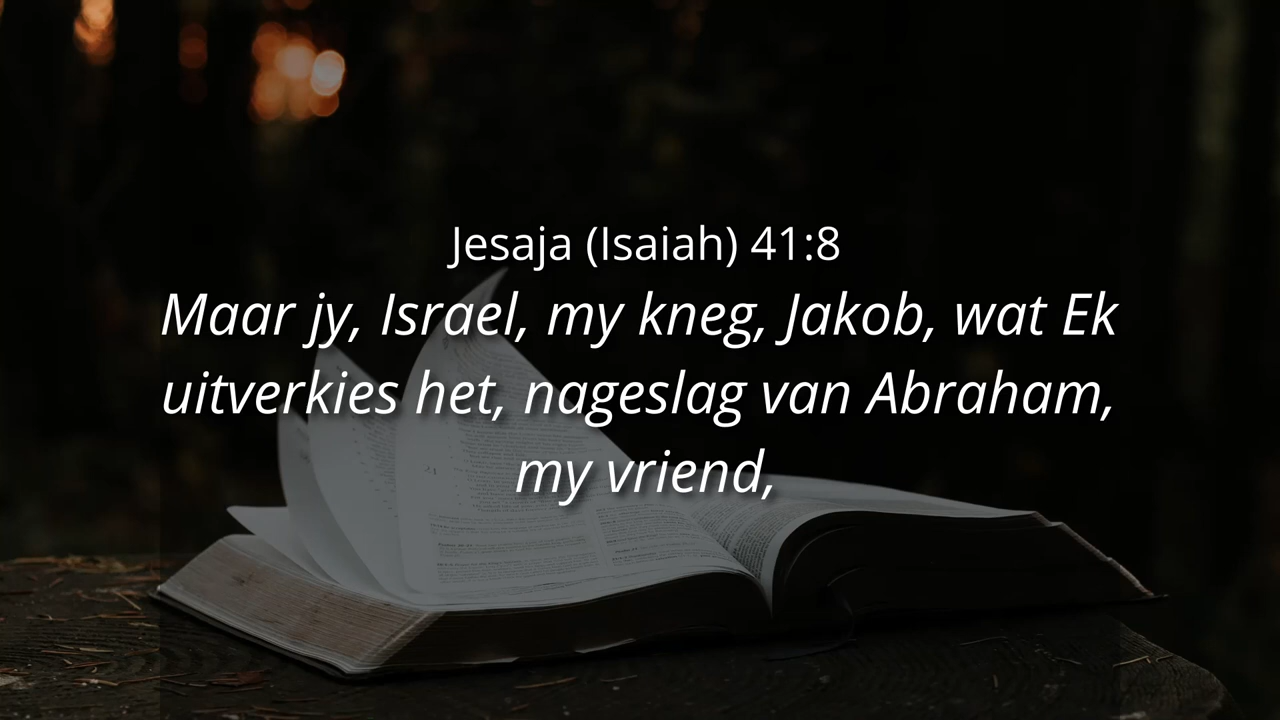 Jesaja (Isaiah) 41:8
Maar jy, Israel, my kneg, Jakob, wat Ek
uitverkies het, nageslag van Abraham,
my vriend,